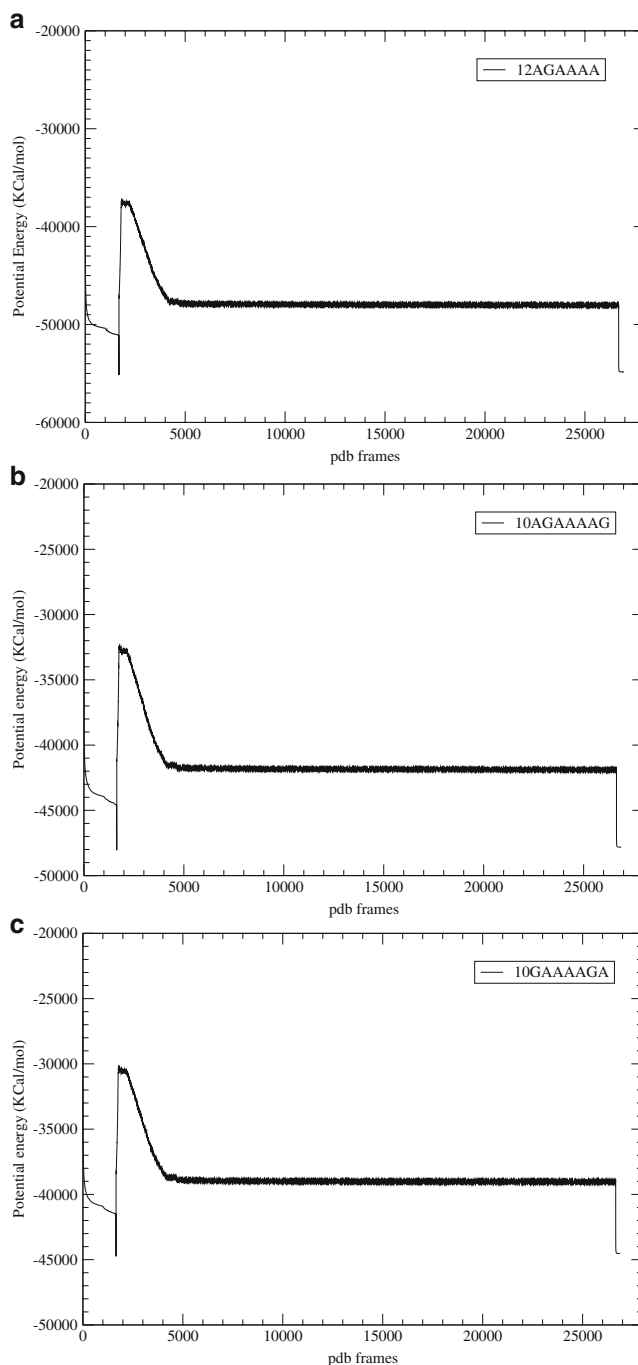 a
-20000
-30000
-40000
-50000
-60000
Potential Energy (KCal/mol)
12AGAAAA
0 5000 10000 15000 20000 25000
pdb frames
b
-20000
-25000
-30000
-35000
-40000
-45000
-50000
Potential energy (KCal/mol)
10AGAAAAG
0 5000 10000 15000 20000 25000
pdb frames
c
-20000
-25000
-30000
-35000
-40000
-45000
-50000
Potential energy (KCal/mol)
10GAAAAGA
0 5000 10000 15000 20000 25000
pdb frames